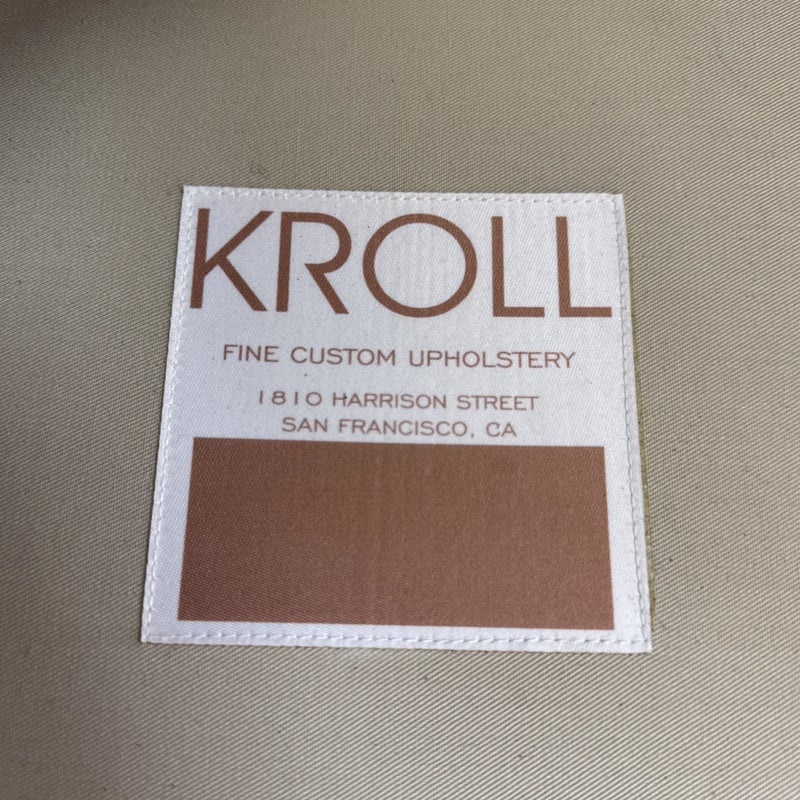 KROLL
FINE CUSTOM UPHOLSTERY
1810 HARRISON STREET
SAN FRANCISCO, CA